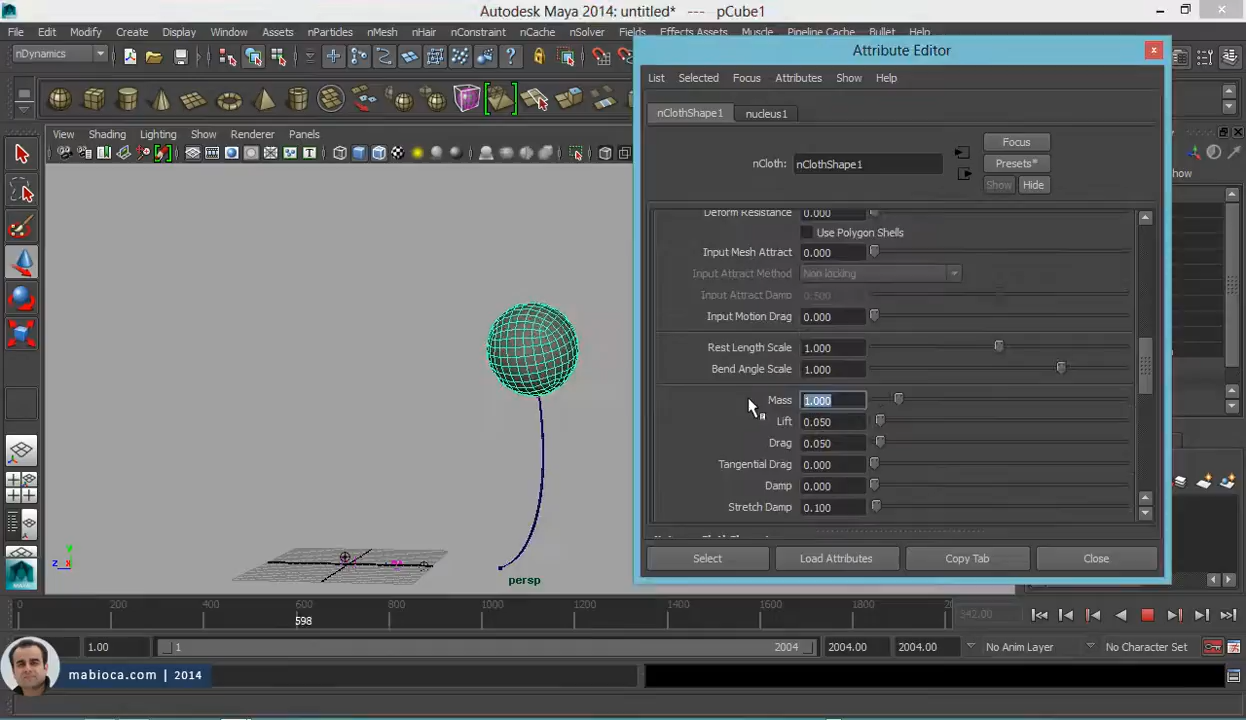 Autodesk Maya 2014: untitled* --- pCube1
File Edit Modify Create Display Window Assets nParticles nMesh nHair nConstraint nCache nSolver Fields Effects Assets Muscle Pipeline Cache Bullet Help
nDynamics
Attribute Editor
List Selected Focus Attributes Show Help
nClothShape1 nucleus1
View Shading Lighting Show Renderer Panels
Focus
nCloth: nClothShape1
Presets*
Show Hide
Deform Resistance 0.000
Use Polygon Shells
Input Mesh Attract 0.000
Input Attract Method Non locking
Input Attract Damp 0.500
Input Motion Drag 0.000
Rest Length Scale 1.000
Bend Angle Scale 1.000
Mass 1.000
Lift 0.050
Drag 0.050
Tangential Drag 0.000
Damp 0.000
Stretch Damp 0.100
Select Load Attributes Copy Tab Close
y
z x
persp
0 200 400 600 800 1000 1200 1400 1600 1800
598
542.00
1.00 1 2004 2004.00 2004.00 No Anim Layer No Character Set
mabioca.com | 2014